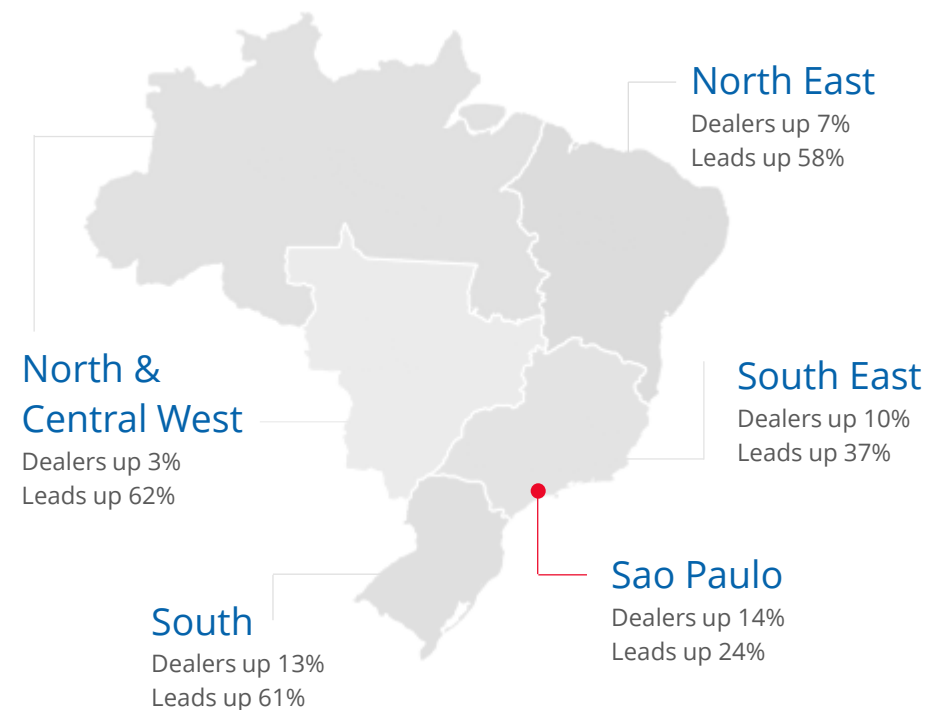 North East
Dealers up 7%
Leads up 58%
North &
Central West
Dealers up 3%
Leads up 62%
South East
Dealers up 10%
Leads up 37%
Sao Paulo
Dealers up 14%
Leads up 24%
South
Dealers up 13%
Leads up 61%